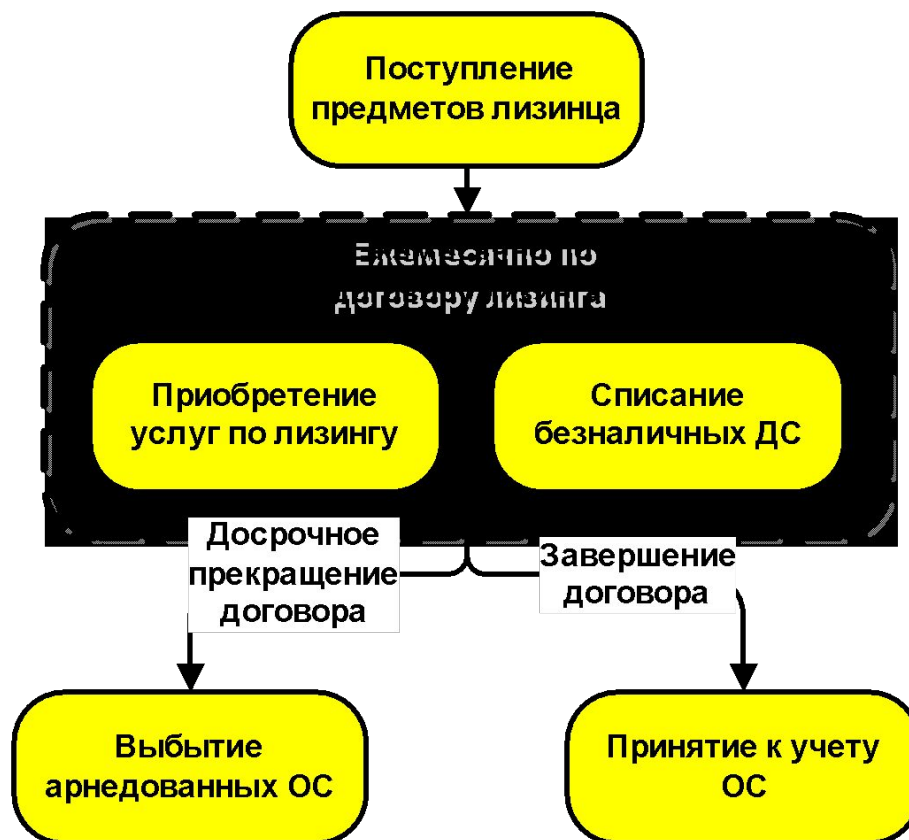 Поступление
предметов лизинца
Ежемесячно по
договору лизинга
Приобретение
услуг по лизингу
Списание
безналичных ДС
Досрочное
прекращение
договора
Завершение
договора
Выбытие
арнедованных ОС
Принятие к учету
ОС